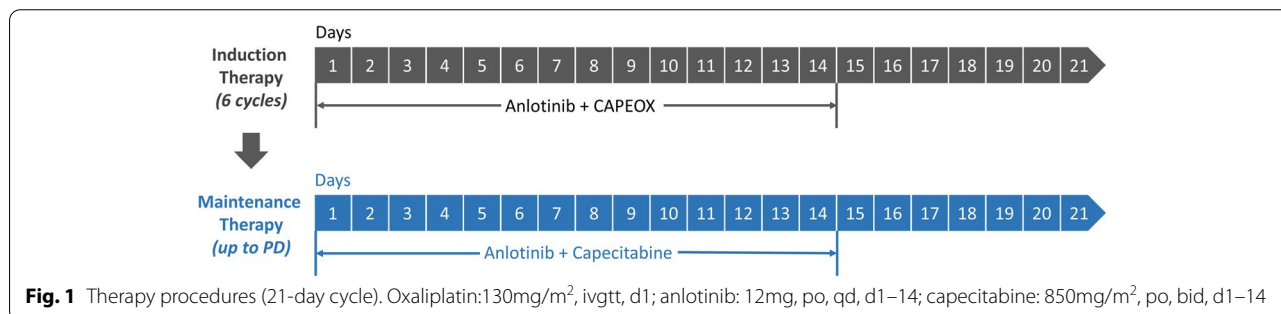 Days
Induction
Therapy
(6 cycles)
1 2 3 4 5 6 7 8 9 10 11 12 13 14 15 16 17 18 19 20 21
Anlotinib + CAPEOX
Days
Maintenance
Therapy
(up to PD)
1 2 3 4 5 6 7 8 9 10 11 12 13 14 15 16 17 18 19 20 21
Anlotinib + Capecitabine
Fig. 1 Therapy procedures (21-day cycle). Oxaliplatin:130mg/m², ivgtt, d1; anlotinib: 12mg, po, qd, d1–14; capecitabine: 850mg/m², po, bid, d1–14